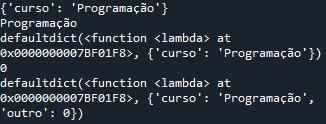 {'curso': 'Programação'}
Programação
defaultdict(<function <lambda> at
0x0000000007BF01F8>, {'curso': 'Programação'})
0
defaultdict(<function <lambda> at
0x0000000007BF01F8>, {'curso': 'Programação',
'outro': 0})